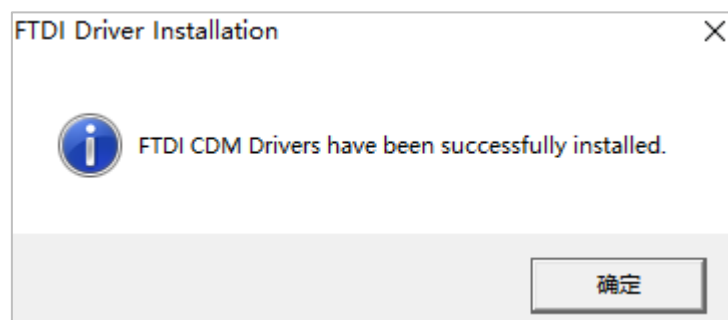 FTDI Driver Installation
FTDI CDM Drivers have been successfully installed.
确定